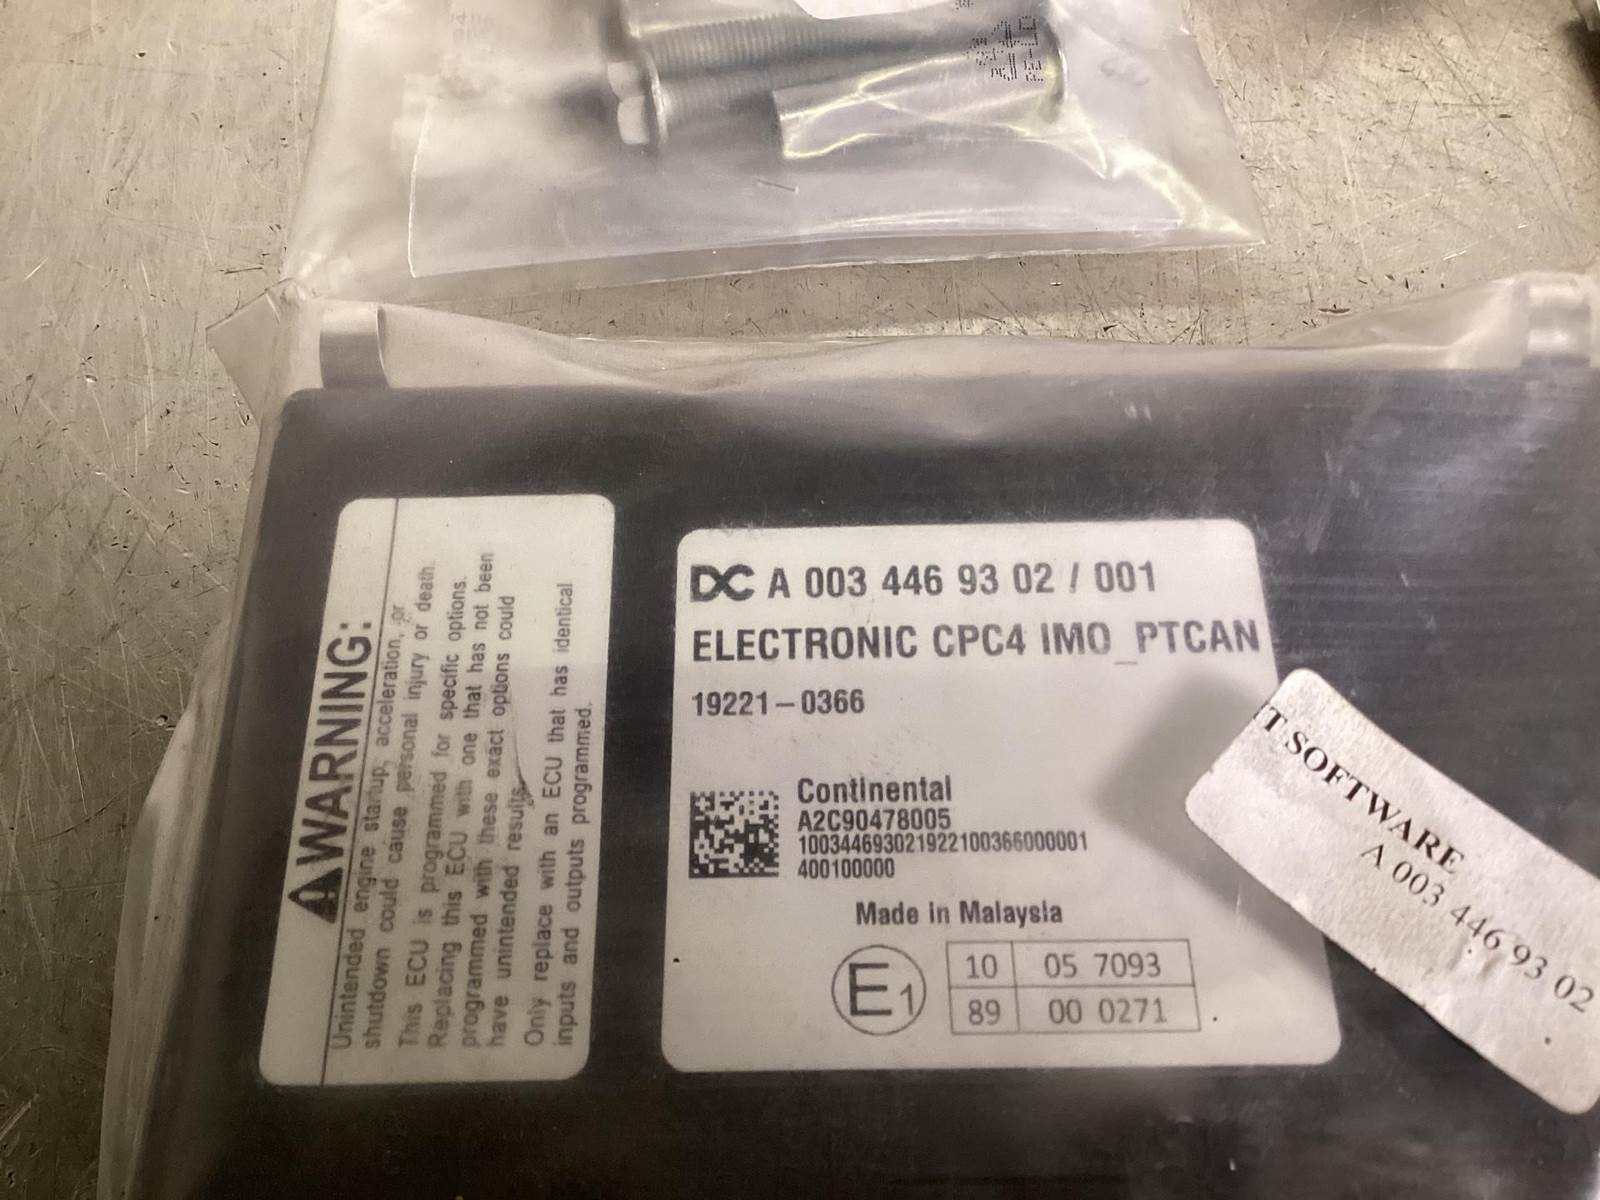 WARNING:
Unintended engine startup, acceleration, or
shutdown could cause personal injury or death.
This ECU is programmed for specific options.
Replacing this ECU with one that has not been
programmed with these exact options could
have unintended results.
Only replace with an ECU that has identical
inputs and outputs programmed.
DC A 003 446 93 02 / 001
ELECTRONIC CPC4 IMO_PTCAN
19221-0366
Continental
A2C90478005
10034469302192210036600001
400100000
Made in Malaysia
E1
10 05 7093
89 00 0271
T SOFTWARE
A 003 446 93 02